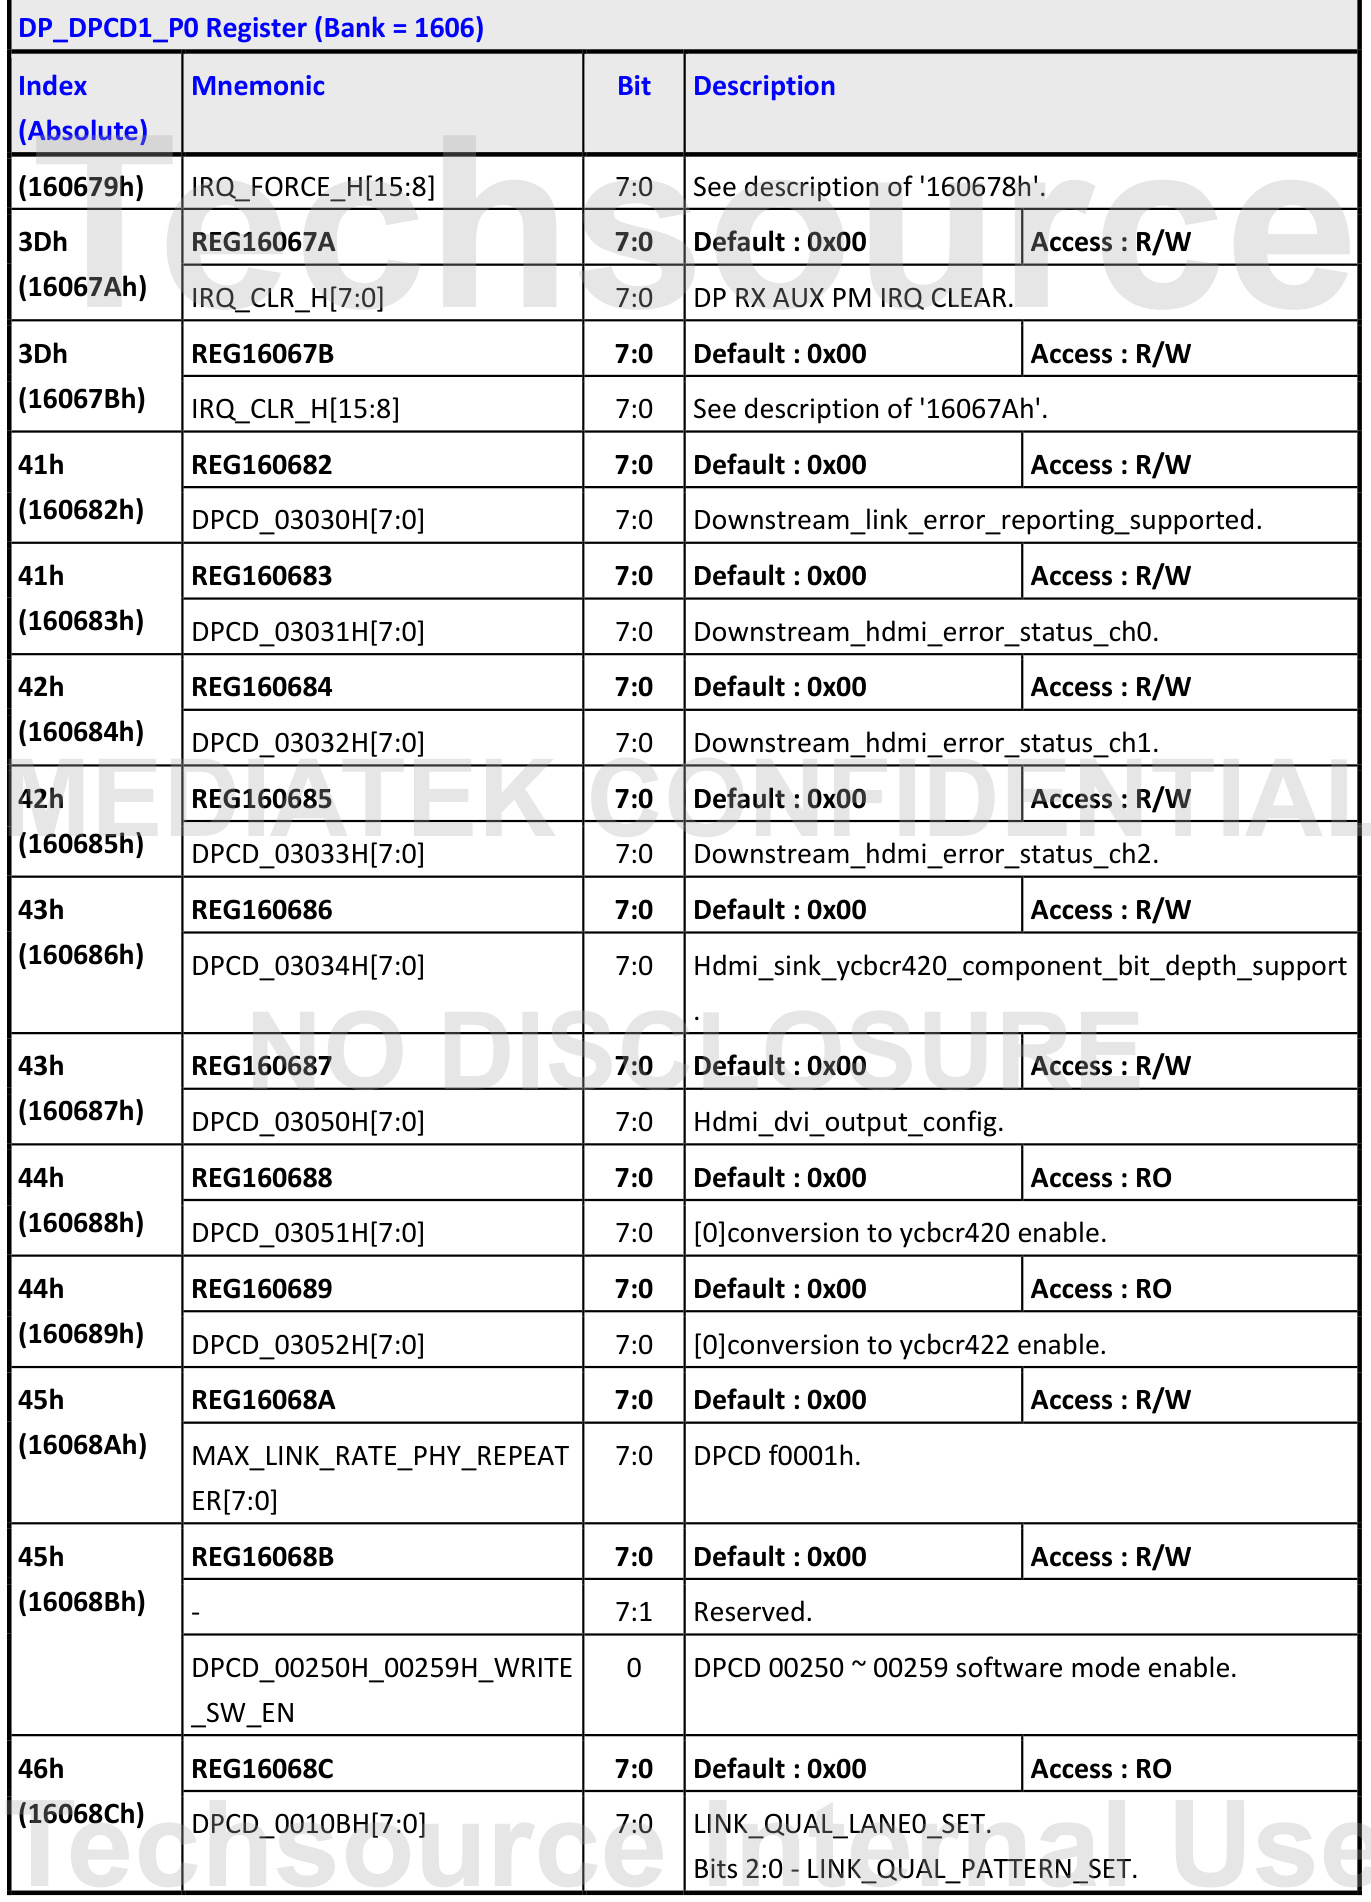 DP_DPCD1_P0 Register (Bank = 1606)
Index Mnemonic Bit Description
(Absolute)
(160679h) IRQ_FORCE_H[15:8] 7:0 See description of '160678h'.
3Dh REG16067A 7:0 Default : 0x00 Access : R/W
(16067Ah) IRQ_CLR_H[7:0] 7:0 DP RX AUX PM IRQ CLEAR.
Techsource
3Dh REG16067B 7:0 Default : 0x00 Access : R/W
(16067Bh) IRQ_CLR_H[15:8] 7:0 See description of '16067Ah'.
41h REG160682 7:0 Default : 0x00 Access : R/W
(160682h) DPCD_03030H[7:0] 7:0 Downstream_link_error_reporting_supported.
41h REG160683 7:0 Default : 0x00 Access : R/W
(160683h) DPCD_03031H[7:0] 7:0 Downstream_hdmi_error_status_ch0.
42h REG160684 7:0 Default : 0x00 Access : R/W
(160684h) DPCD_03032H[7:0] 7:0 Downstream_hdmi_error_status_ch1.
MEDIATEK CONFIDENTIAL
42h REG160685 7:0 Default : 0x00 Access : R/W
(160685h) DPCD_03033H[7:0] 7:0 Downstream_hdmi_error_status_ch2.
43h REG160686 7:0 Default : 0x00 Access : R/W
(160686h) DPCD_03034H[7:0] 7:0 Hdmi_sink_ycbcr420_component_bit_depth_support
.
NO DISCLOSURE
43h REG160687 7:0 Default : 0x00 Access : R/W
(160687h) DPCD_03050H[7:0] 7:0 Hdmi_dvi_output_config.
44h REG160688 7:0 Default : 0x00 Access : RO
(160688h) DPCD_03051H[7:0] 7:0 [0]conversion to ycbcr420 enable.
44h REG160689 7:0 Default : 0x00 Access : RO
(160689h) DPCD_03052H[7:0] 7:0 [0]conversion to ycbcr422 enable.
45h REG16068A 7:0 Default : 0x00 Access : R/W
(16068Ah) MAX_LINK_RATE_PHY_REPEAT 7:0 DPCD f0001h.
ER[7:0]
45h REG16068B 7:0 Default : 0x00 Access : R/W
(16068Bh) - 7:1 Reserved.
DPCD_00250H_00259H_WRITE 0 DPCD 00250 ~ 00259 software mode enable.
_SW_EN
46h REG16068C 7:0 Default : 0x00 Access : RO
(16068Ch) DPCD_0010BH[7:0] 7:0 LINK_QUAL_LANE0_SET.
Bits 2:0 - LINK_QUAL_PATTERN_SET.
Techsource Internal Use